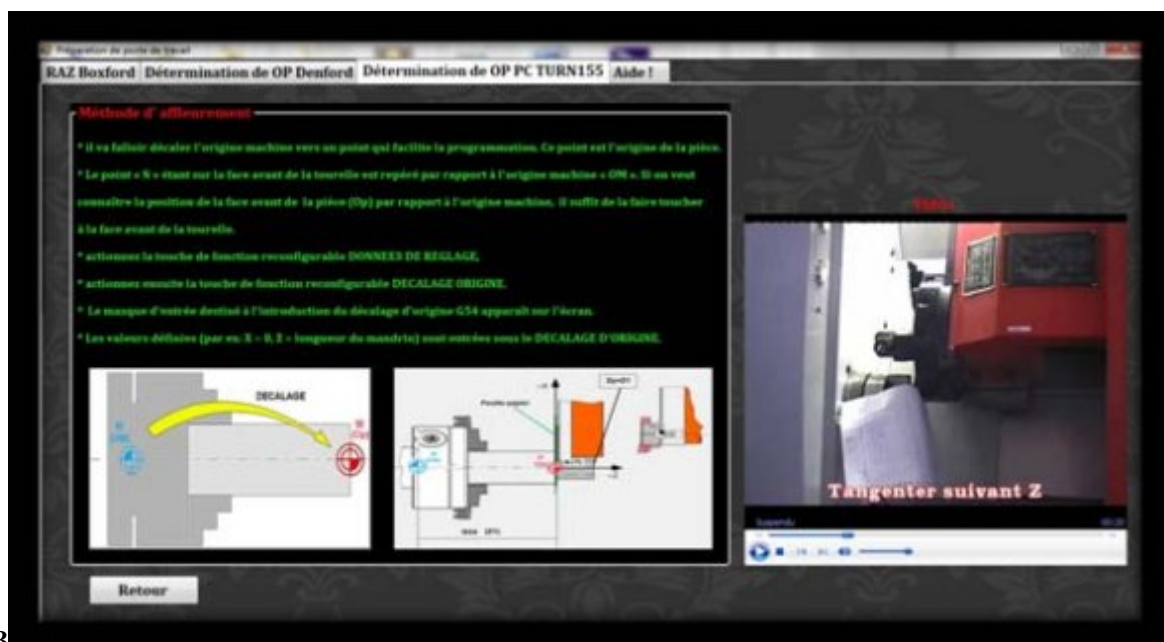 Préparation de poste de travail
RAZ Boxford Détermination de OP Denford Détermination de OP PC TURN155 Aide !
Méthode d' affleurement
* il va falloir décaler l'origine machine vers un point qui facilite la programmation. Ce point est l'origine de la pièce.
* Le point « N » étant sur la face avant de la tourelle est repéré par rapport à l'origine machine « OM ». Si on veut
connaître la position de la face avant de la pièce (Op) par rapport à l'origine machine, il suffit de la faire toucher
à la face avant de la tourelle.
* actionnez la touche de fonction reconfigurable DONNEES DE REGLAGE,
* actionnez ensuite la touche de fonction reconfigurable DECALAGE ORIGINE.
* Le masque d'entrée destiné à l'introduction du décalage d'origine G54 apparaît sur l'écran.
* Les valeurs définies (par ex. X = 0, Z = longueur du mandrin) sont entrées sous le DECALAGE D'ORIGINE.
DECALAGE
Vidéo
Tangenter suivant Z
Suspendu
Retour